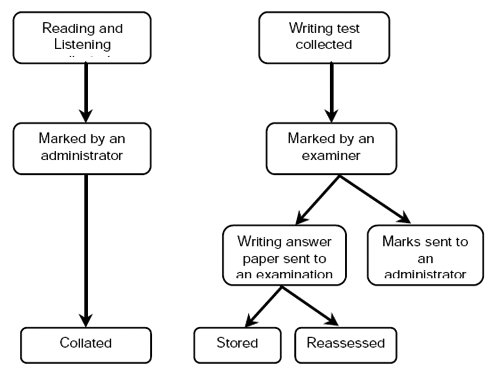 Reading and
Listening
Writing test
collected
Marked by an
administrator
Marked by an
examiner
Writing answer
paper sent to
an examination
Marks sent to
an
administrator
Collated
Stored
Reassessed